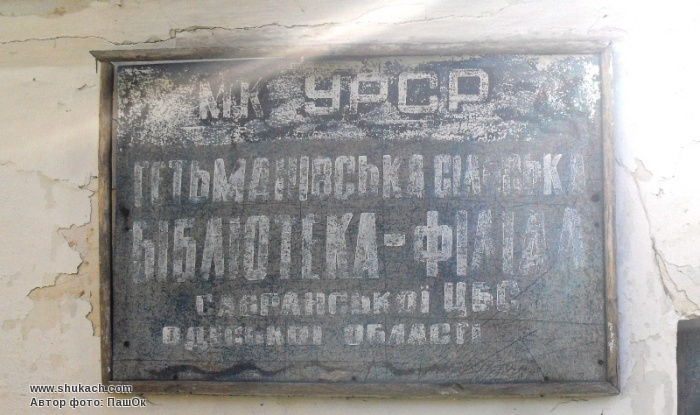 МК УРСР
ГЕТЬМАНІВСЬКА СІЛЬСЬКА
БІБЛІОТЕКА-ФІЛІАЛ
САВРАНСЬКОЇ ЦБС
ОДЕСЬКОЇ ОБЛАСТІ
www.shukach.com
Автор фото: ПашОк